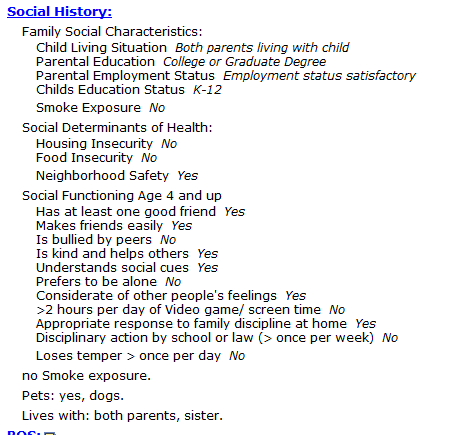 Social History:
Family Social Characteristics:
Child Living Situation Both parents living with child
Parental Education College or Graduate Degree
Parental Employment Status Employment status satisfactory
Childs Education Status K-12
Smoke Exposure No
Social Determinants of Health:
Housing Insecurity No
Food Insecurity No
Neighborhood Safety Yes
Social Functioning Age 4 and up
Has at least one good friend Yes
Makes friends easily Yes
Is bullied by peers No
Is kind and helps others Yes
Understands social cues Yes
Prefers to be alone No
Considerate of other people's feelings Yes
>2 hours per day of Video game/ screen time No
Appropriate response to family discipline at home Yes
Disciplinary action by school or law (> once per week) No
Loses temper > once per day No
no Smoke exposure.
Pets: yes, dogs.
Lives with: both parents, sister.